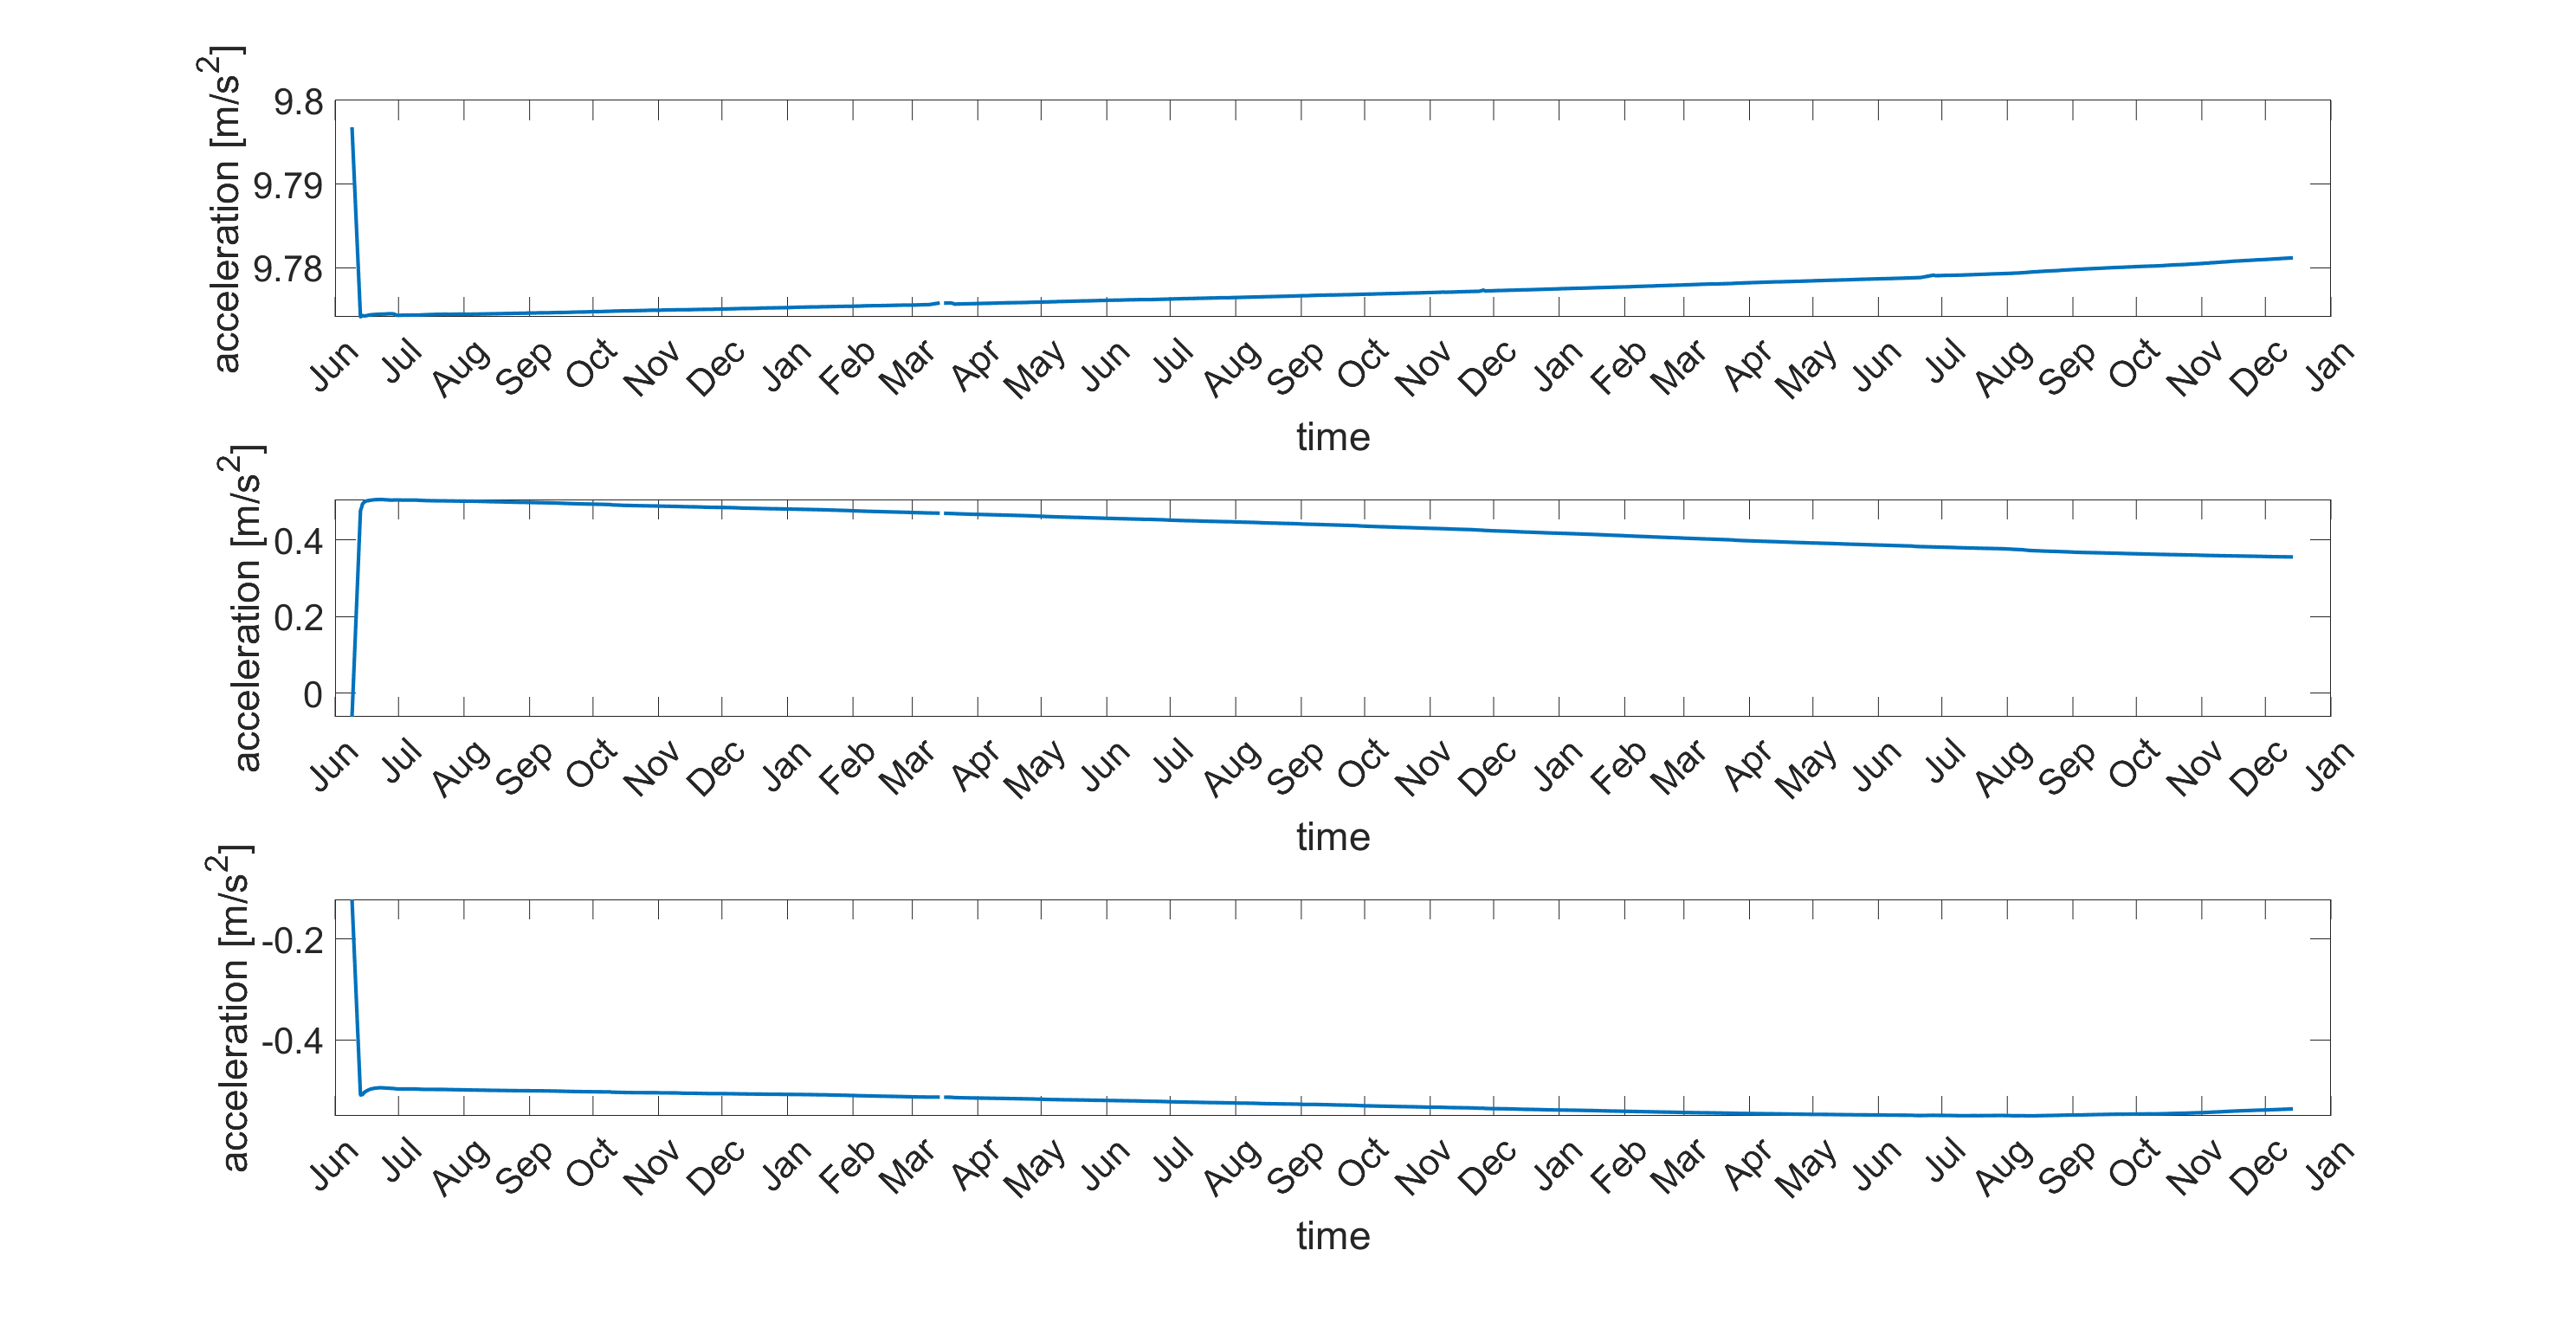 acceleration [m/s2]
9.8
9.79
9.78
Jun Jul Aug Sep Oct Nov Dec Jan Feb Mar Apr May Jun Jul Aug Sep Oct Nov Dec Jan Feb Mar Apr May Jun Jul Aug Sep Oct Nov Dec Jan
time
acceleration [m/s2]
0.4
0.2
0
Jun Jul Aug Sep Oct Nov Dec Jan Feb Mar Apr May Jun Jul Aug Sep Oct Nov Dec Jan Feb Mar Apr May Jun Jul Aug Sep Oct Nov Dec Jan
time
acceleration [m/s2]
-0.2
-0.4
Jun Jul Aug Sep Oct Nov Dec Jan Feb Mar Apr May Jun Jul Aug Sep Oct Nov Dec Jan Feb Mar Apr May Jun Jul Aug Sep Oct Nov Dec Jan
time